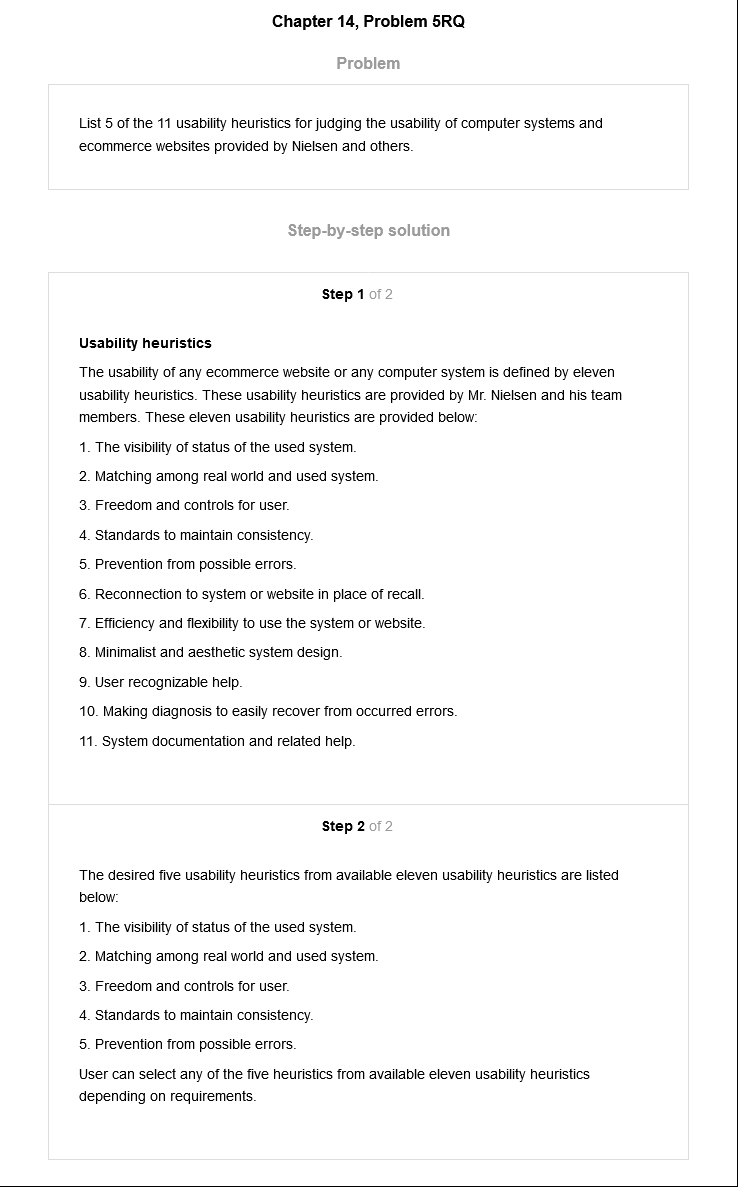 Chapter 14, Problem 5RQ
Problem
List 5 of the 11 usability heuristics for judging the usability of computer systems and
ecommerce websites provided by Nielsen and others.
Step-by-step solution
Step 1 of 2
Usability heuristics
The usability of any ecommerce website or any computer system is defined by eleven
usability heuristics. These usability heuristics are provided by Mr. Nielsen and his team
members. These eleven usability heuristics are provided below:
1. The visibility of status of the used system.
2. Matching among real world and used system.
3. Freedom and controls for user.
4. Standards to maintain consistency.
5. Prevention from possible errors.
6. Reconnection to system or website in place of recall.
7. Efficiency and flexibility to use the system or website.
8. Minimalist and aesthetic system design.
9. User recognizable help.
10. Making diagnosis to easily recover from occurred errors.
11. System documentation and related help.
Step 2 of 2
The desired five usability heuristics from available eleven usability heuristics are listed
below:
1. The visibility of status of the used system.
2. Matching among real world and used system.
3. Freedom and controls for user.
4. Standards to maintain consistency.
5. Prevention from possible errors.
User can select any of the five heuristics from available eleven usability heuristics
depending on requirements.